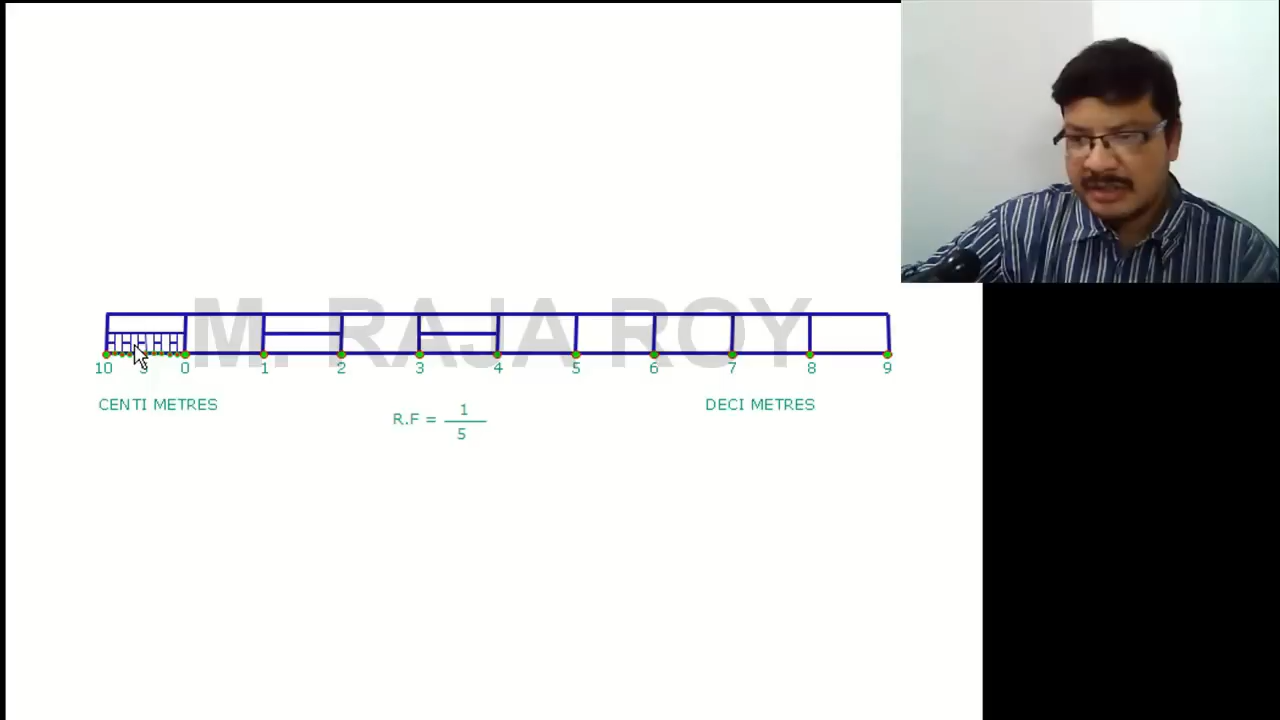 M. RAJA ROY
10 5 0 1 2 3 4 5 6 7 8 9
CENTI METRES
DECI METRES
R.F = 1
5